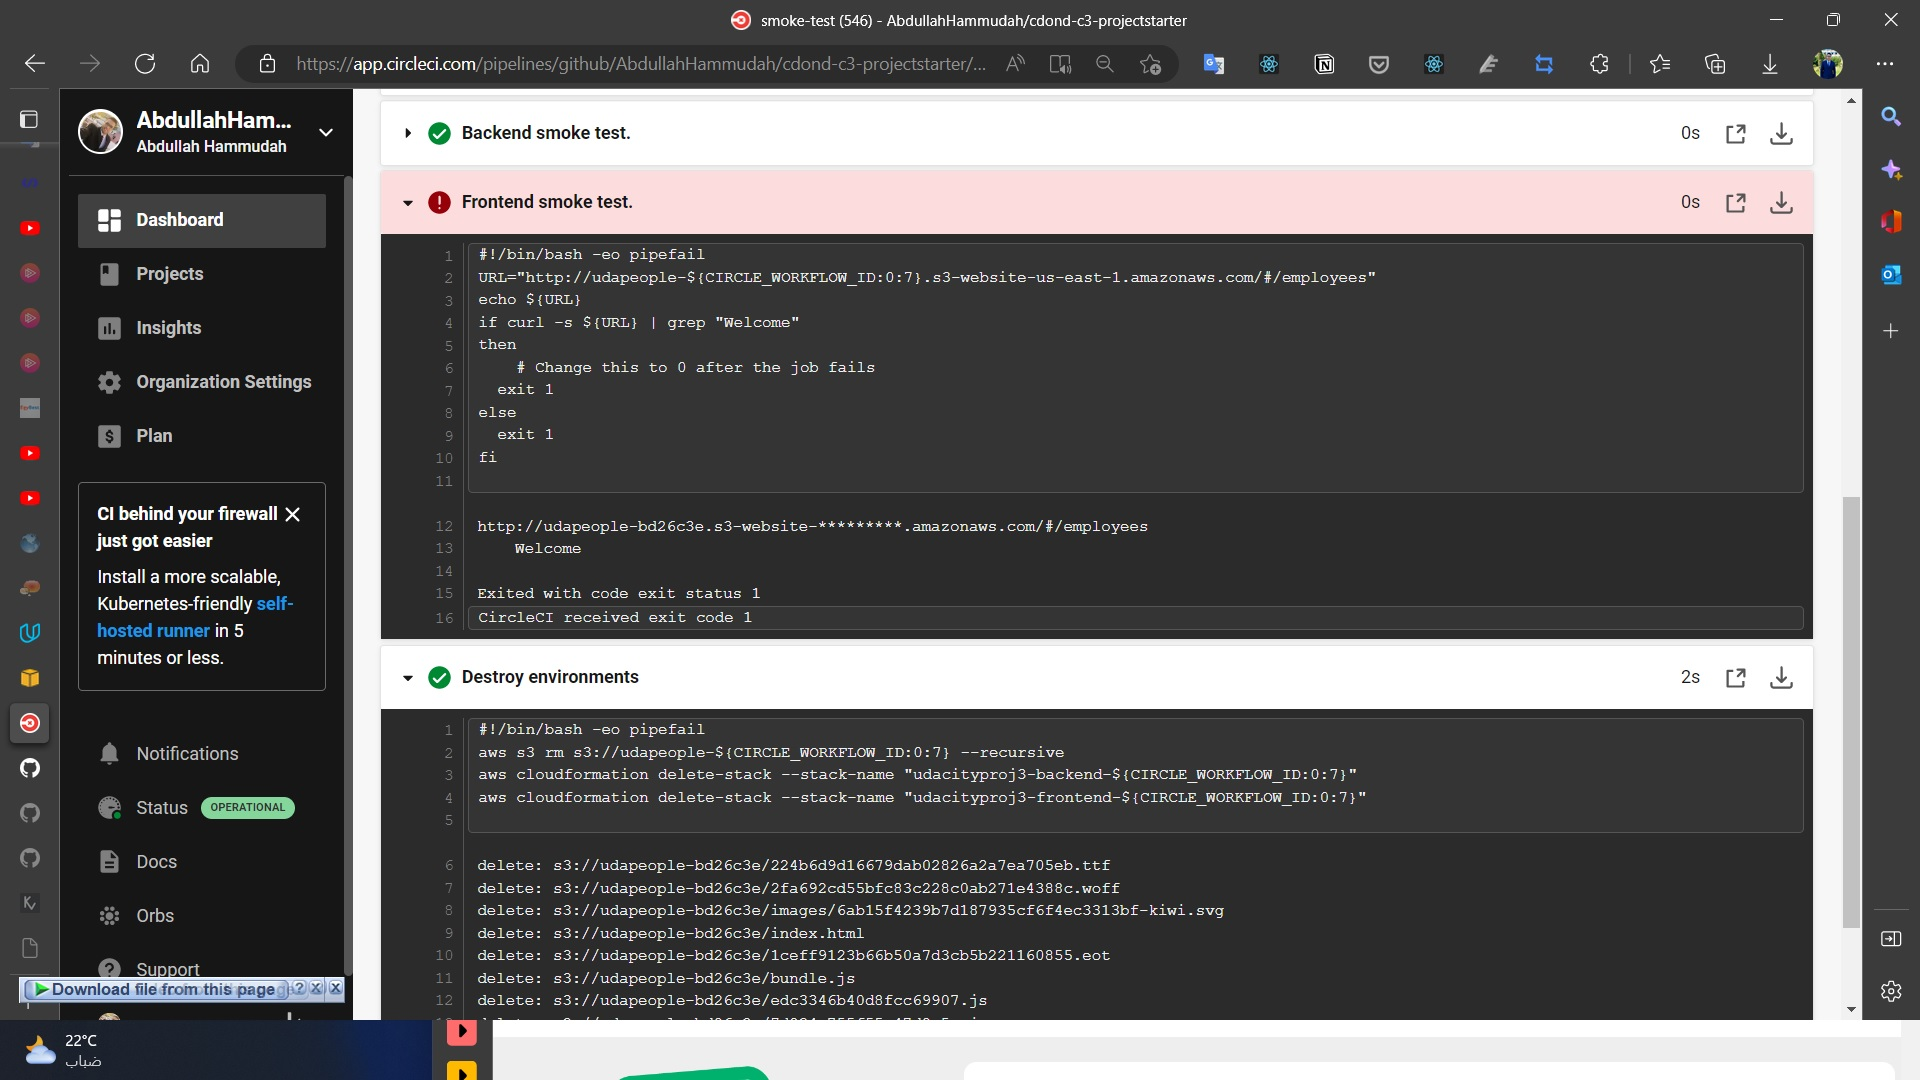 smoke-test (546) - AbdullahHammudah/cdond-c3-projectstarter
https://app.circleci.com/pipelines/github/AbdullahHammudah/cdond-c3-projectstarter/...
AbdullahHam...
Abdullah Hammudah
Dashboard
Projects
Insights
Organization Settings
Plan
CI behind your firewall
just got easier
Install a more scalable,
Kubernetes-friendly self-
hosted runner in 5
minutes or less.
Notifications
Status OPERATIONAL
Docs
Orbs
Support
Download file from this page
22°C
ضباب
Backend smoke test.
0s
Frontend smoke test.
0s
1 #!/bin/bash -eo pipefail
2 URL="http://udapeople-${CIRCLE_WORKFLOW_ID:0:7}.s3-website-us-east-1.amazonaws.com/#/employees"
3 echo ${URL}
4 if curl -s ${URL} | grep "Welcome"
5 then
6 # Change this to 0 after the job fails
7 exit 1
8 else
9 exit 1
10 fi
11
12 http://udapeople-bd26c3e.s3-website-*********.amazonaws.com/#/employees
13 Welcome
14
15 Exited with code exit status 1
16 CircleCI received exit code 1
Destroy environments
2s
1 #!/bin/bash -eo pipefail
2 aws s3 rm s3://udapeople-${CIRCLE_WORKFLOW_ID:0:7} --recursive
3 aws cloudformation delete-stack --stack-name "udacityproj3-backend-${CIRCLE_WORKFLOW_ID:0:7}"
4 aws cloudformation delete-stack --stack-name "udacityproj3-frontend-${CIRCLE_WORKFLOW_ID:0:7}"
5
6 delete: s3://udapeople-bd26c3e/224b6d9d16679dab02826a2a7ea705eb.ttf
7 delete: s3://udapeople-bd26c3e/2fa692cd55bfc83c228c0ab271e4388c.woff
8 delete: s3://udapeople-bd26c3e/images/6ab15f4239b7d187935cf6f4ec3313bf-kiwi.svg
9 delete: s3://udapeople-bd26c3e/index.html
10 delete: s3://udapeople-bd26c3e/1ceff9123b66b50a7d3cb5b221160855.eot
11 delete: s3://udapeople-bd26c3e/bundle.js
12 delete: s3://udapeople-bd26c3e/edc3346b40d8fcc69907.js